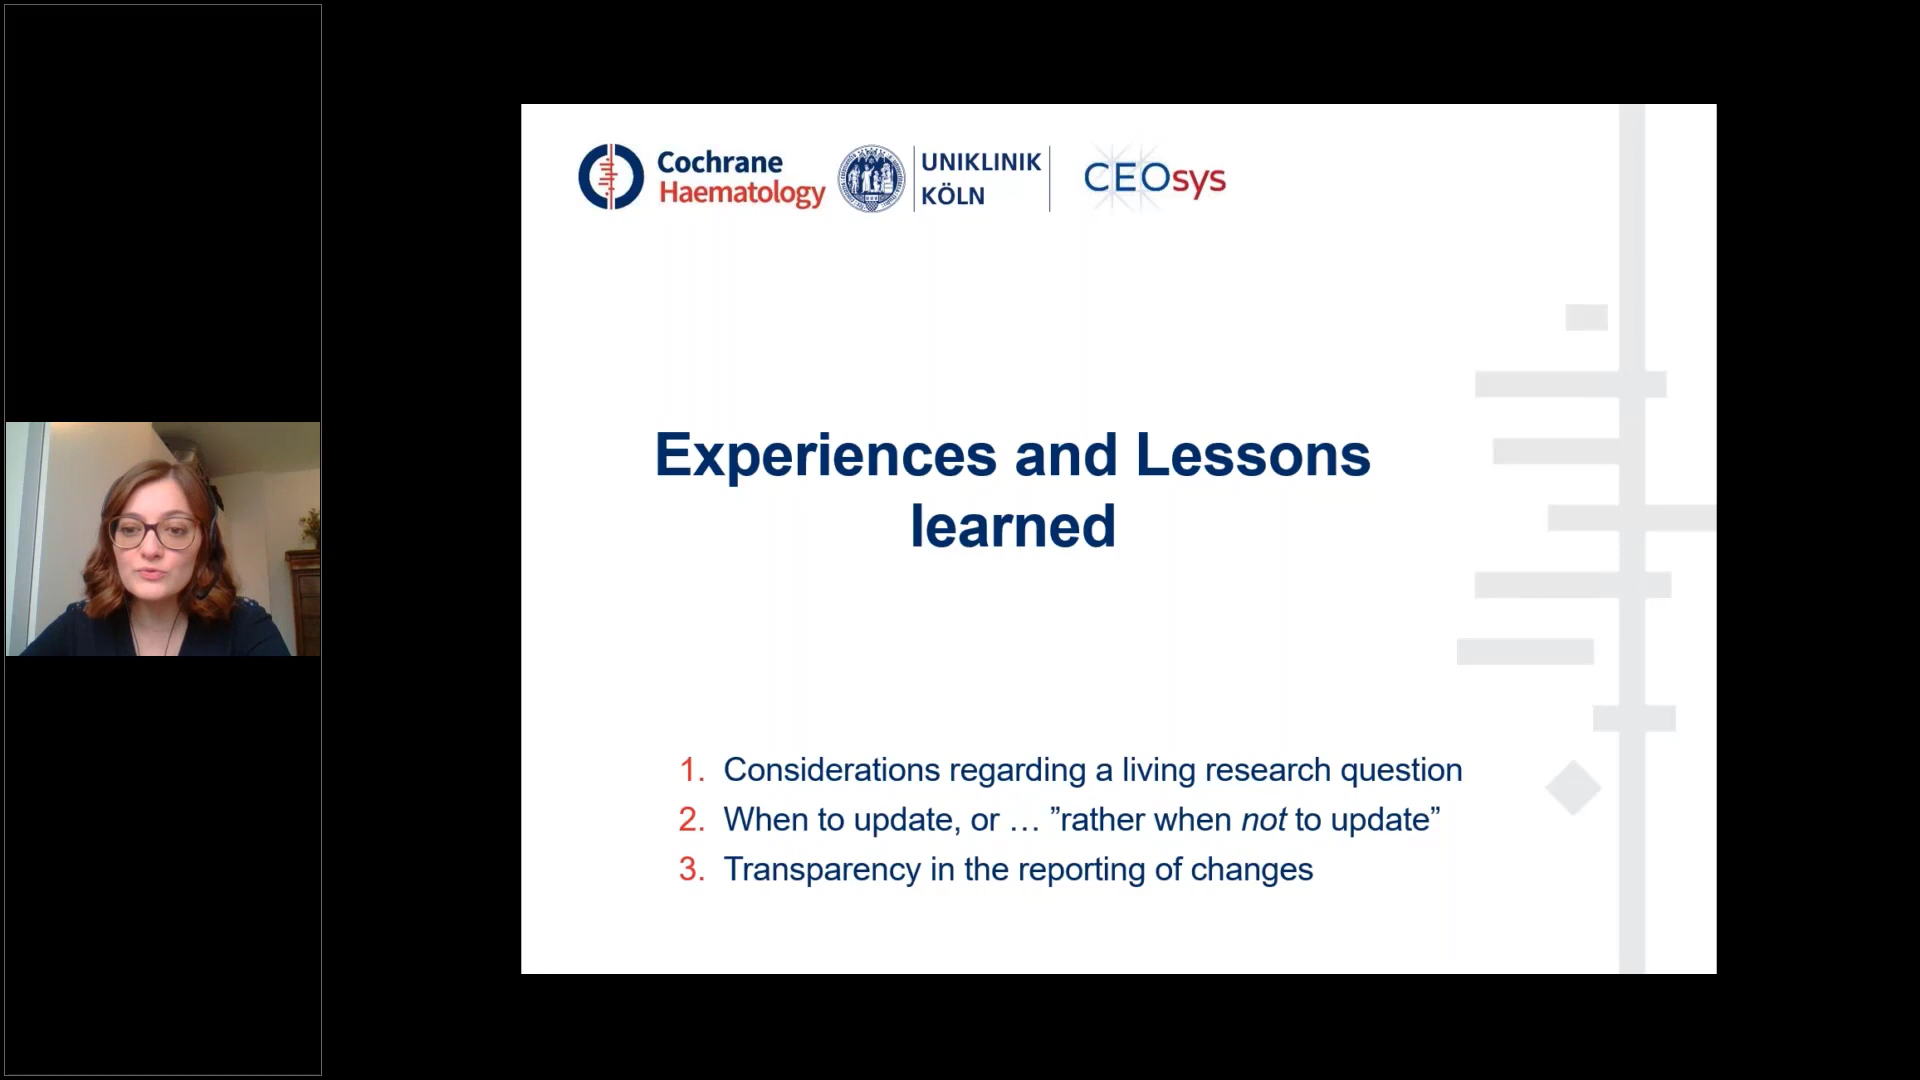 Cochrane
Haematology
UNIKLINIK
KÖLN
CEOsys
Experiences and Lessons
learned
1. Considerations regarding a living research question
2. When to update, or … ”rather when not to update”
3. Transparency in the reporting of changes